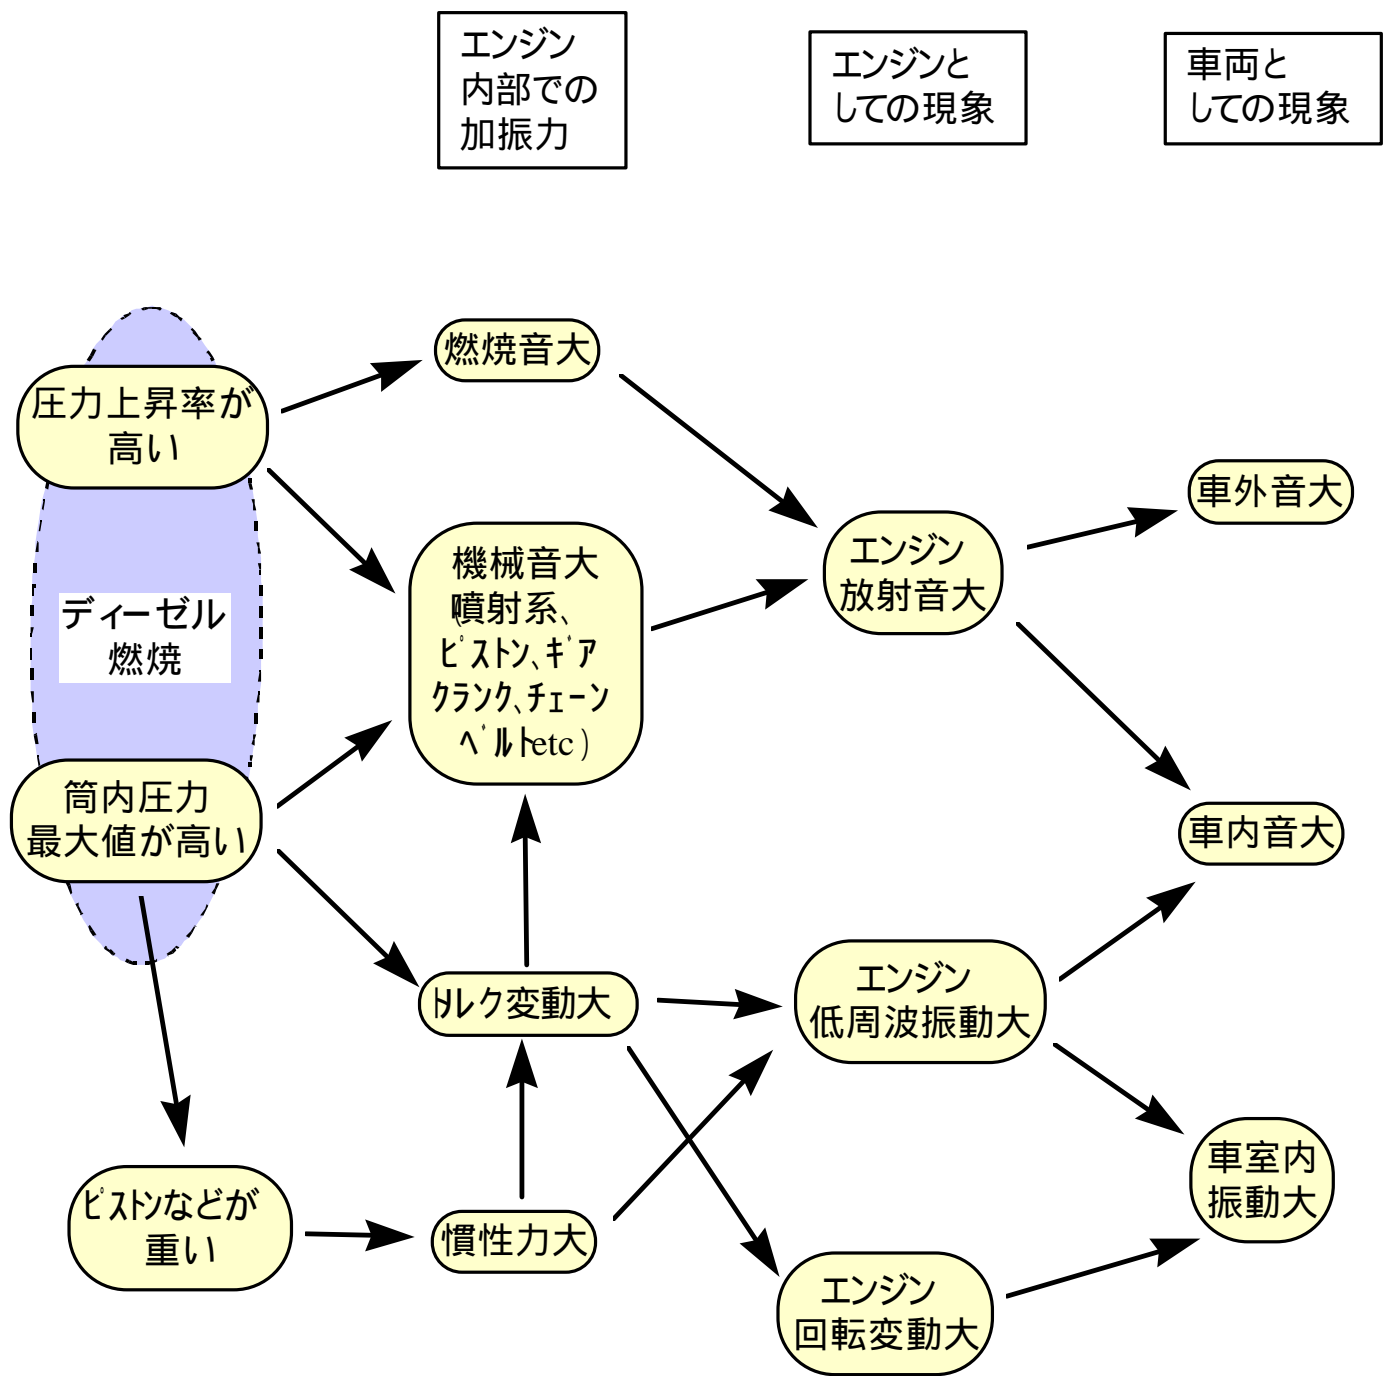 エンジン
内部での
加振力
エンジンと
しての現象
車両と
しての現象
燃焼音大
圧力上昇率が
高い
車外音大
機械音大
(噴射系、
ﾋﾟｽﾄﾝ、ｷﾞｱ
ｸﾗﾝｸ、ﾁｪｰﾝ
ﾍﾞﾙﾄetc)
エンジン
放射音大
ディーゼル
燃焼
筒内圧力
最大値が高い
車内音大
トルク変動大
エンジン
低周波振動大
ﾋﾟｽﾄﾝなどが
重い
慣性力大
車室内
振動大
エンジン
回転変動大